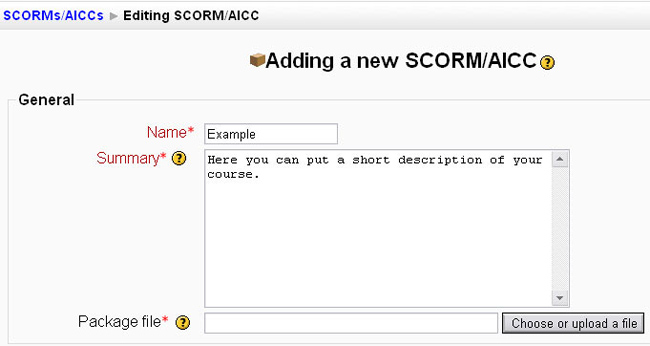 SCORMs/AICCs ► Editing SCORM/AICC
Adding a new SCORM/AICC ?
General
Name* Example
Summary* ? Here you can put a short description of your
course.
Package file* ? Choose or upload a file